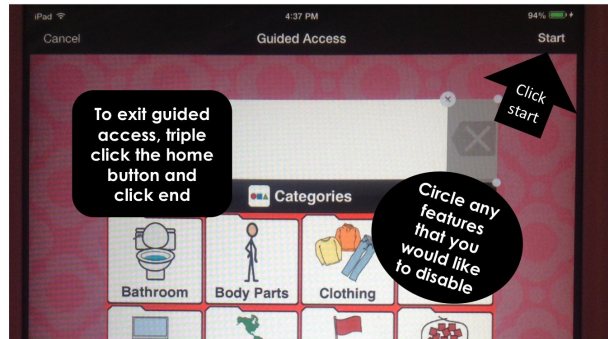 iPad 4:37 PM 94%
Cancel Guided Access Start
Click
start
To exit guided
access, triple
click the home
button and
click end
Categories
Circle any
features
that you
would like
to disable
Bathroom Body Parts Clothing